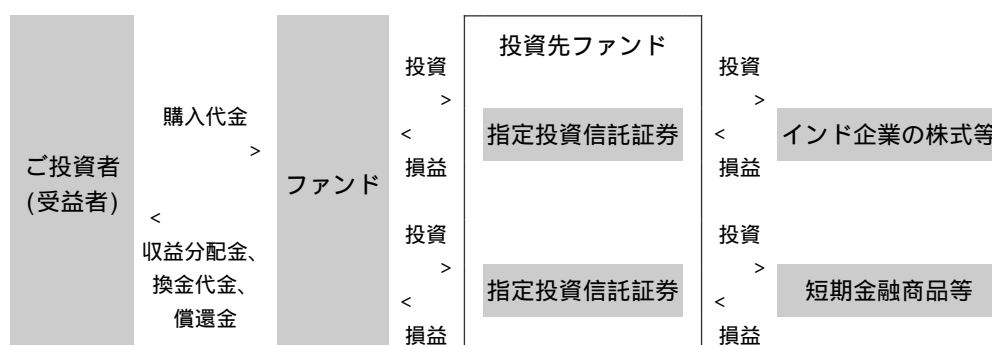 ご投資者
(受益者)
購入代金
>
<
収益分配金、
換金代金、
償還金
ファンド
投資
>
<
損益
投資
>
<
損益
投資先ファンド
指定投資信託証券
指定投資信託証券
投資
>
<
損益
投資
>
<
損益
インド企業の株式等
短期金融商品等